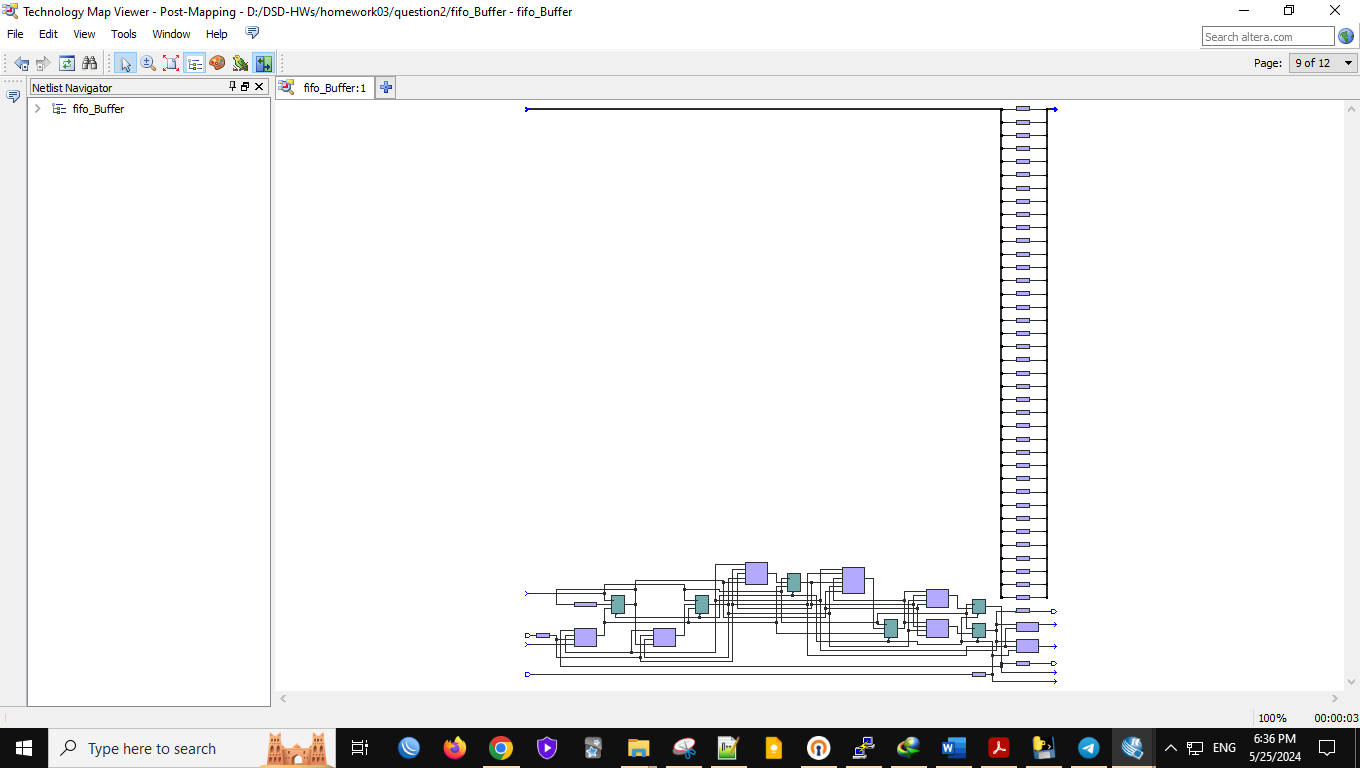 Technology Map Viewer - Post-Mapping - D:/DSD-HWs/homework03/question2/fifo_Buffer - fifo_Buffer
File Edit View Tools Window Help
Search altera.com
Page: 9 of 12
Netlist Navigator
fifo_Buffer:1
fifo_Buffer
100% 00:00:03
Type here to search
ENG
6:36 PM
5/25/2024